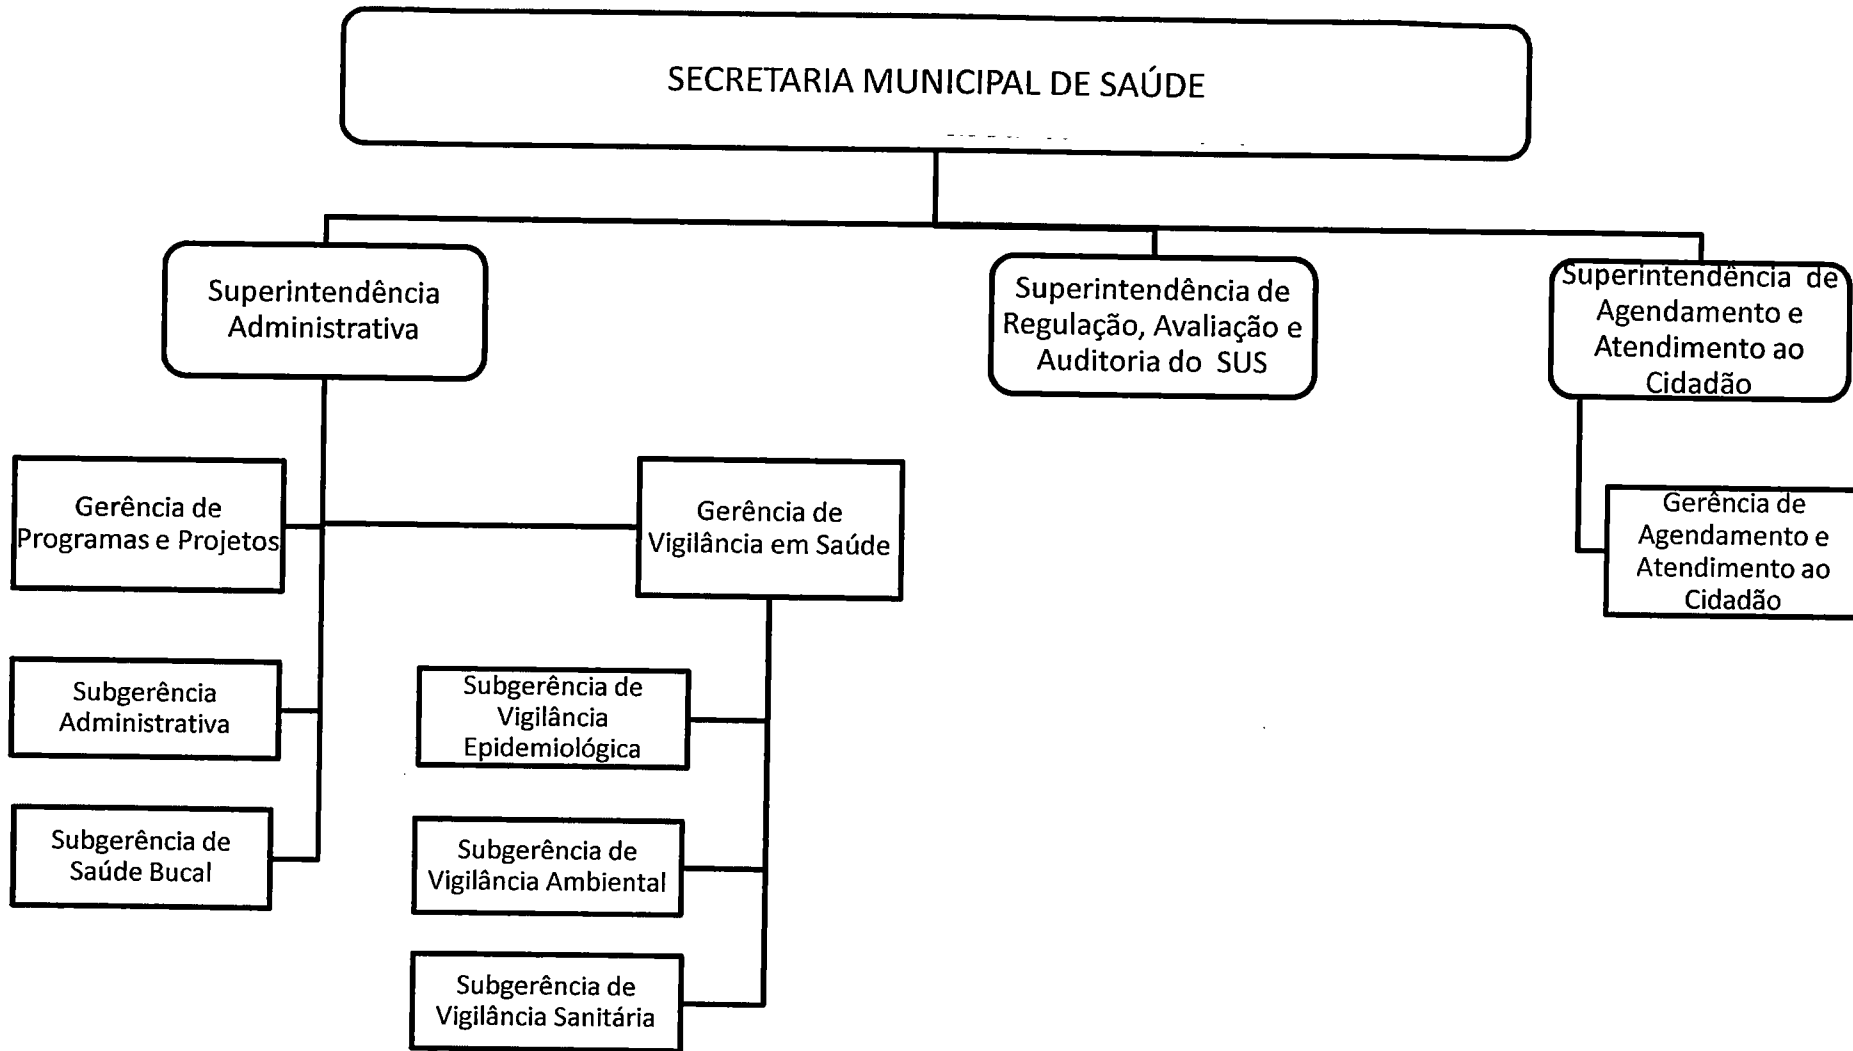 SECRETARIA MUNICIPAL DE SAÚDE
Superintendência
Administrativa
Superintendência de
Regulação, Avaliação e
Auditoria do SUS
Superintendência de
Agendamento e
Atendimento ao
Cidadão
Gerência de
Programas e Projetos
Gerência de
Vigilância em Saúde
Gerência de
Agendamento e
Atendimento ao
Cidadão
Subgerência
Administrativa
Subgerência de
Vigilância
Epidemiológica
Subgerência de
Saúde Bucal
Subgerência de
Vigilância Ambiental
Subgerência de
Vigilância Sanitária